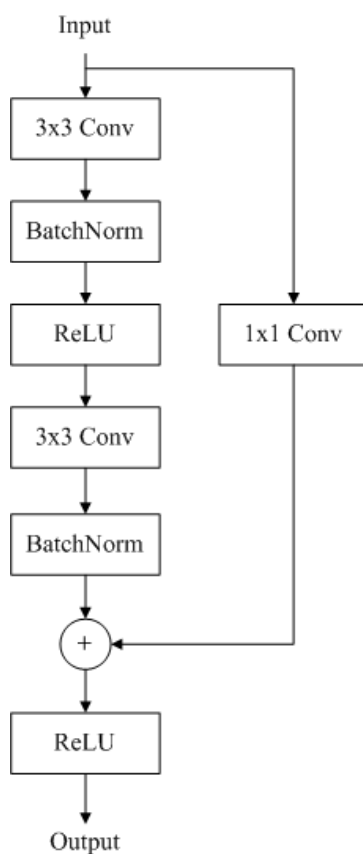 Input
3x3 Conv
BatchNorm
ReLU
1x1 Conv
3x3 Conv
BatchNorm
+
ReLU
Output